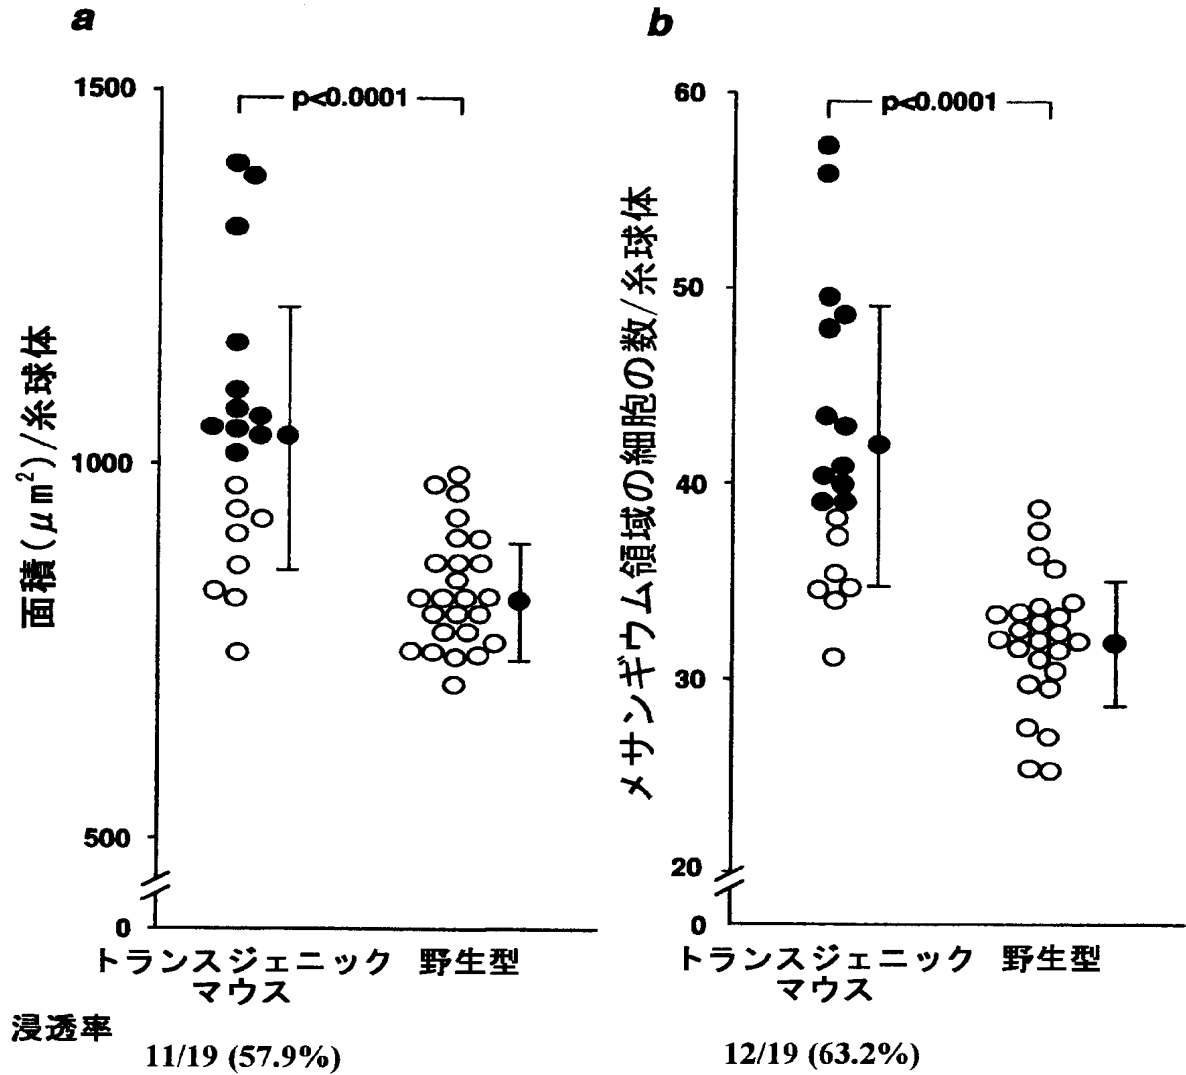 a
1500
1000
500
0
面積(μm²)/糸球体
p<0.0001
トランスジェニック
マウス
野生型
浸透率
11/19 (57.9%)
b
60
50
40
30
20
0
メサンギウム領域の細胞の数/糸球体
p<0.0001
トランスジェニック
マウス
野生型
12/19 (63.2%)